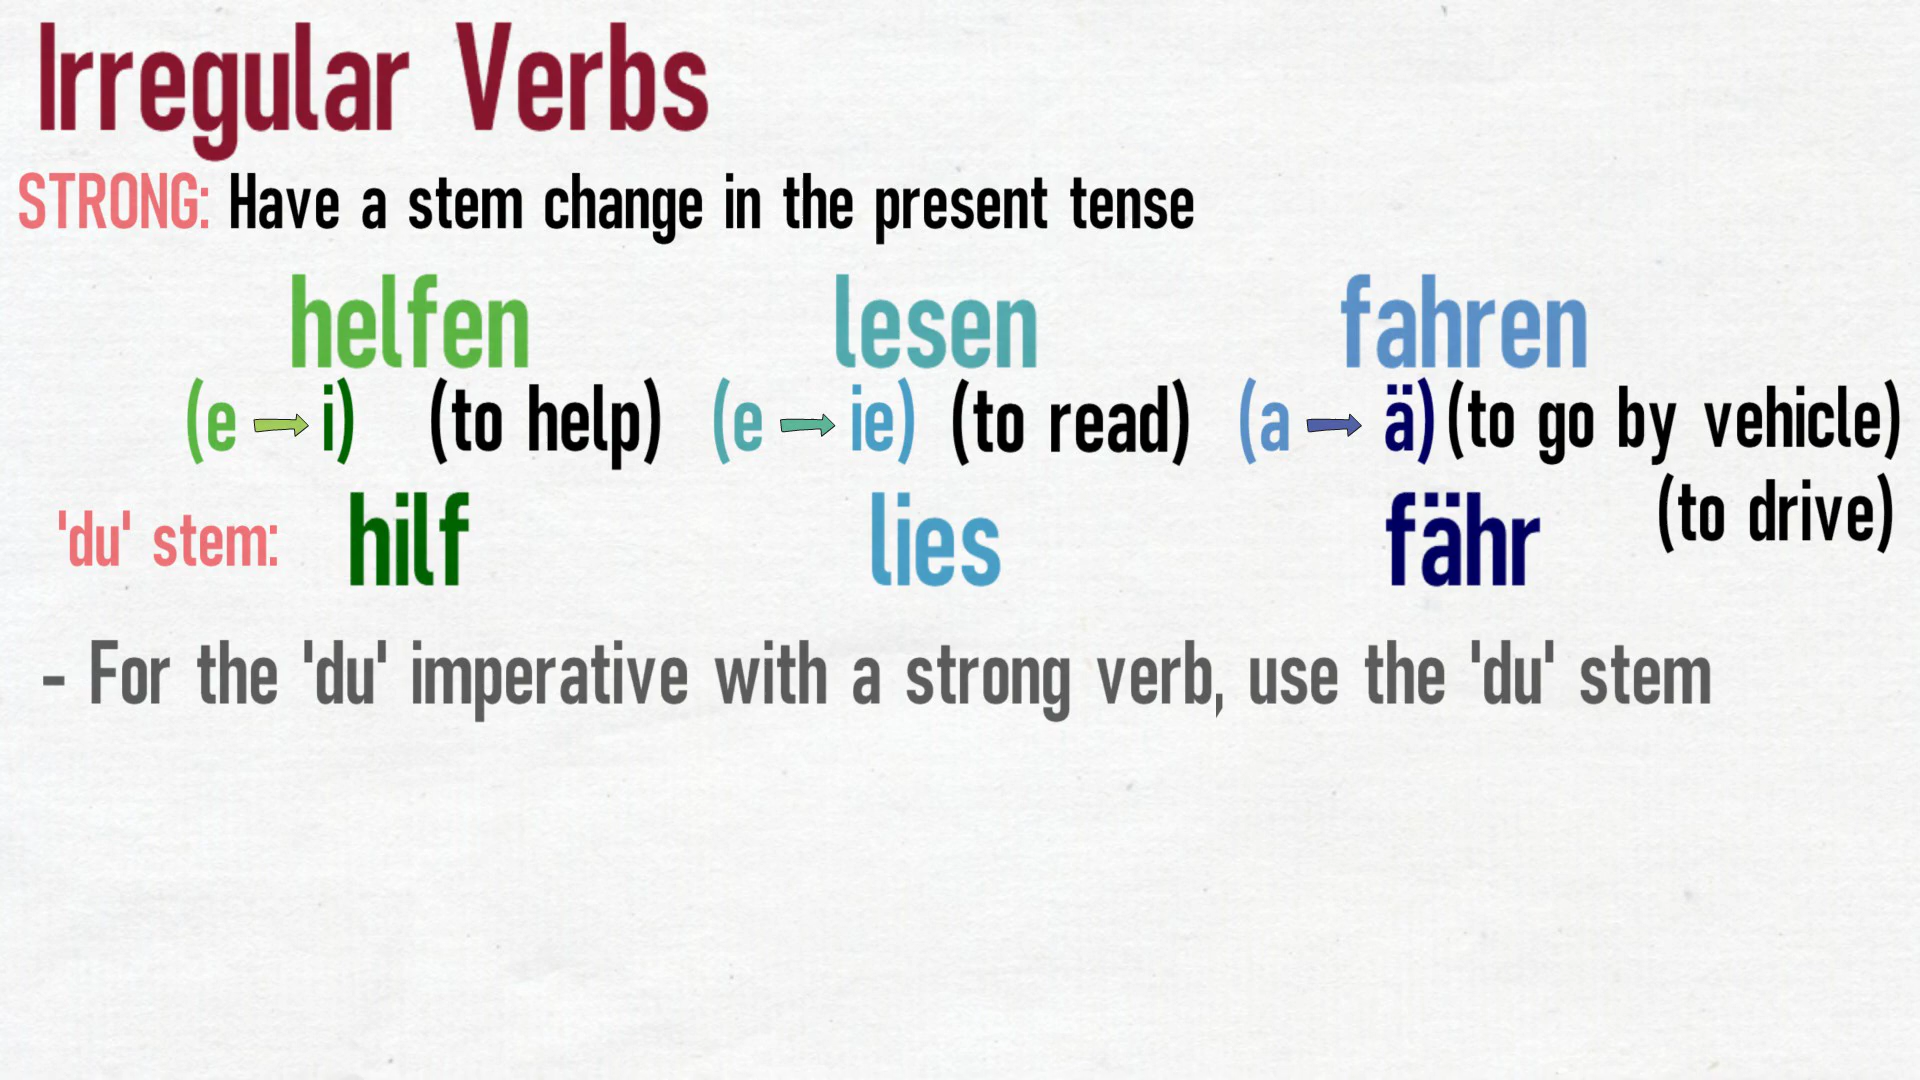 Irregular Verbs
STRONG: Have a stem change in the present tense
helfen lesen fahren
(e → i) (to help) (e → ie) (to read) (a → ä) (to go by vehicle)
(to drive)
'du' stem: hilf lies fähr
- For the 'du' imperative with a strong verb, use the 'du' stem